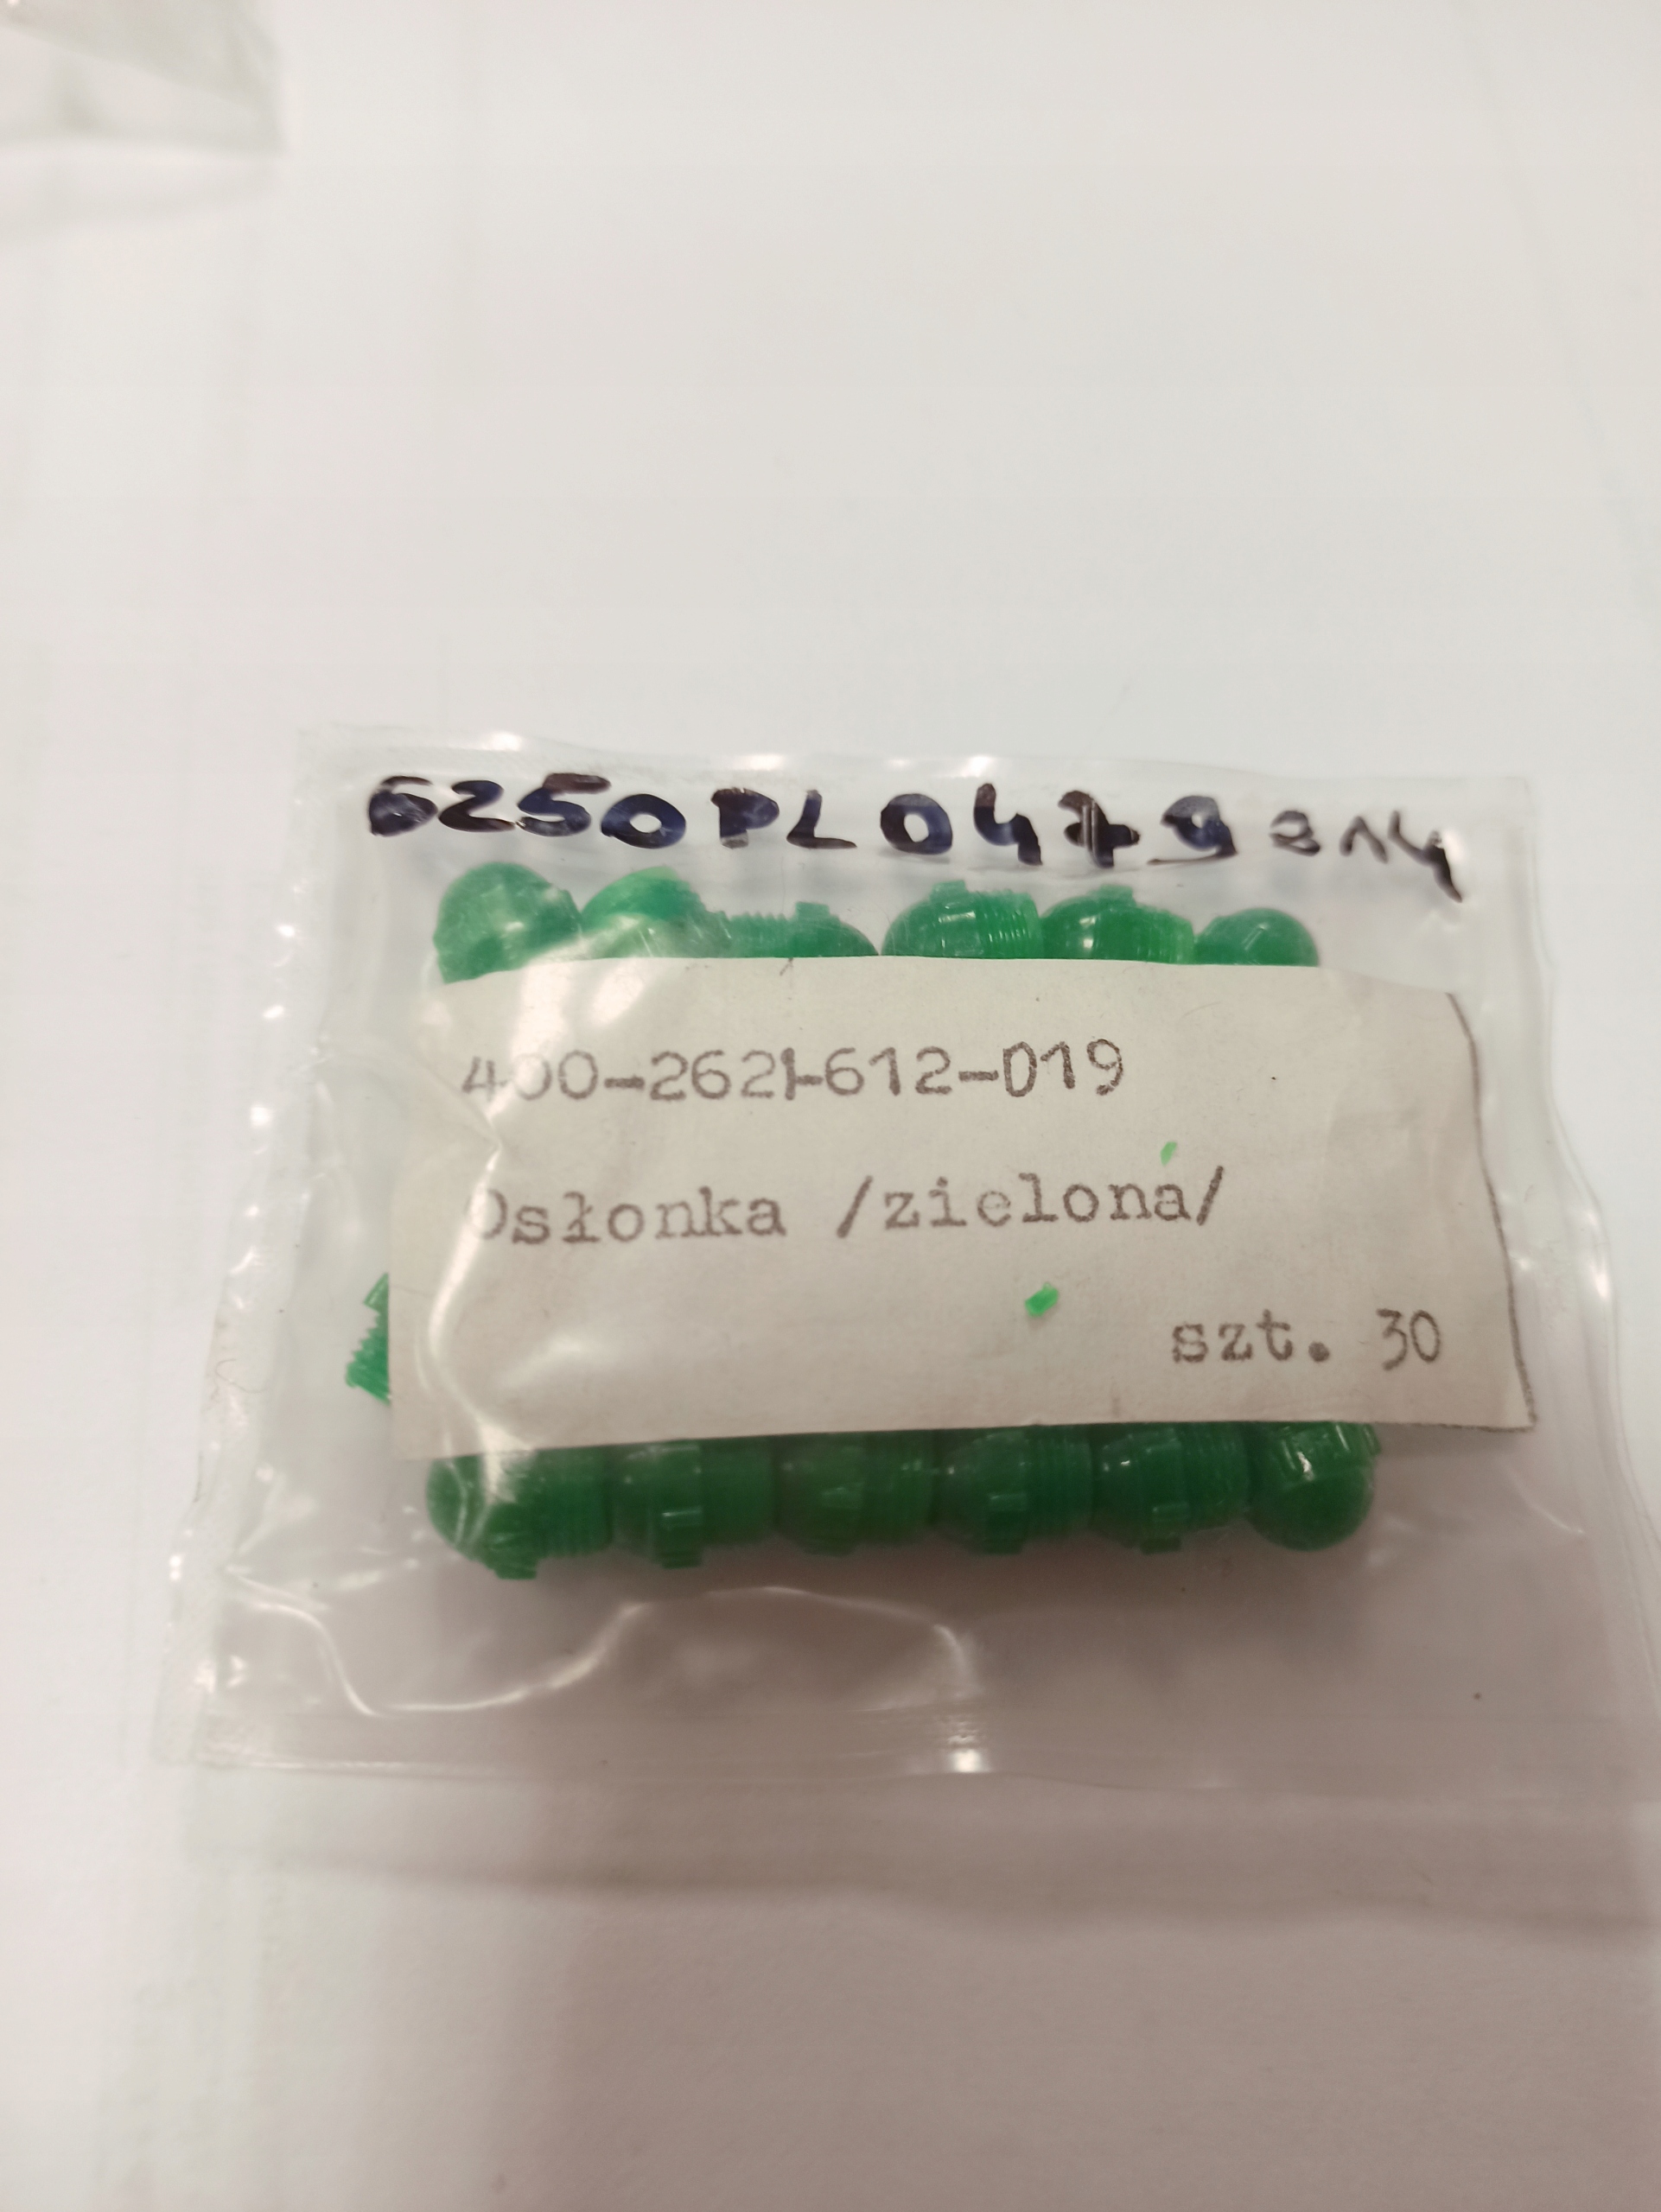 6250PL0479314
400-2621-612-019
Osłonka /zielona/
szt. 30